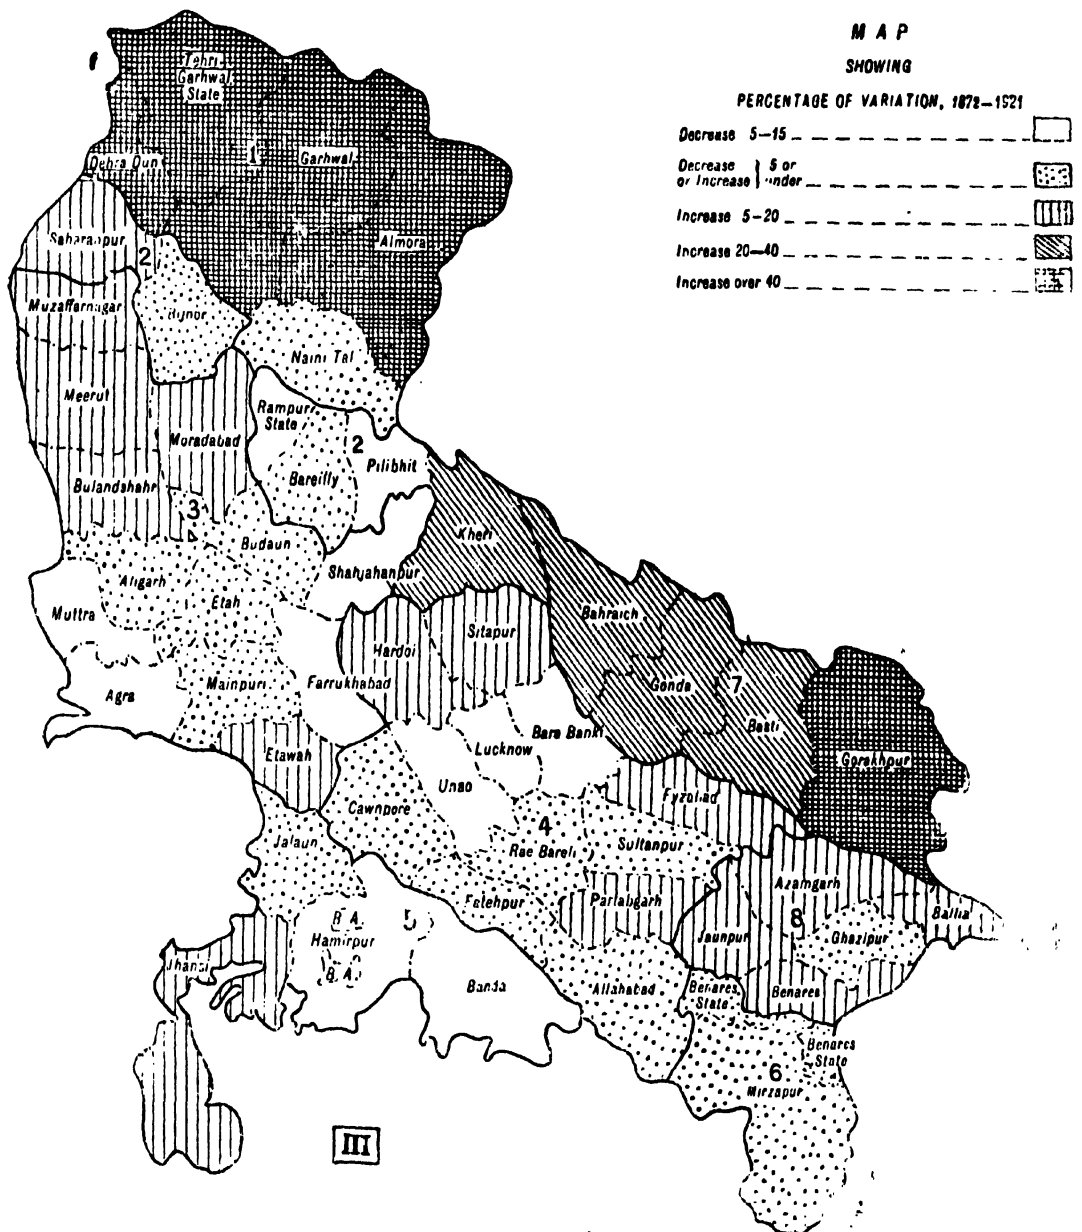 MAP
SHOWING
PERCENTAGE OF VARIATION, 1872–1921
Decrease 5–15
Decrease } 5 or
or Increase } under
Increase 5–20
Increase 20–40
Increase over 40
Tehri
Garhwal
State
1
Garhwal
Dehra Dun
Almora
Saharanpur
2
Muzaffarnagar
Bijnor
Naini Tal
Meerut
Rampur
State
Moradabad
2
Pilibhit
Bareilly
Bulandshahr
3
Budaun
Kheri
Shahjahanpur
Aligarh
Etah
Muttra
Bahraich
Sitapur
Hardoi
Mainpuri
Farrukhabad
Agra
Gonda
7
Basti
Bara Banki
Lucknow
Etawah
Gorakhpur
Unao
Fyzabad
Cawnpore
4
Rae Bareli
Sultanpur
Jalaun
Azamgarh
Fatehpur
Partabgarh
8
Ballia
B.A.
5
Hamirpur
B.A.
Jaunpur
Ghazipur
Jhansi
Banda
Allahabad
Benares
State
Benares
Benares
State
6
Mirzapur
III